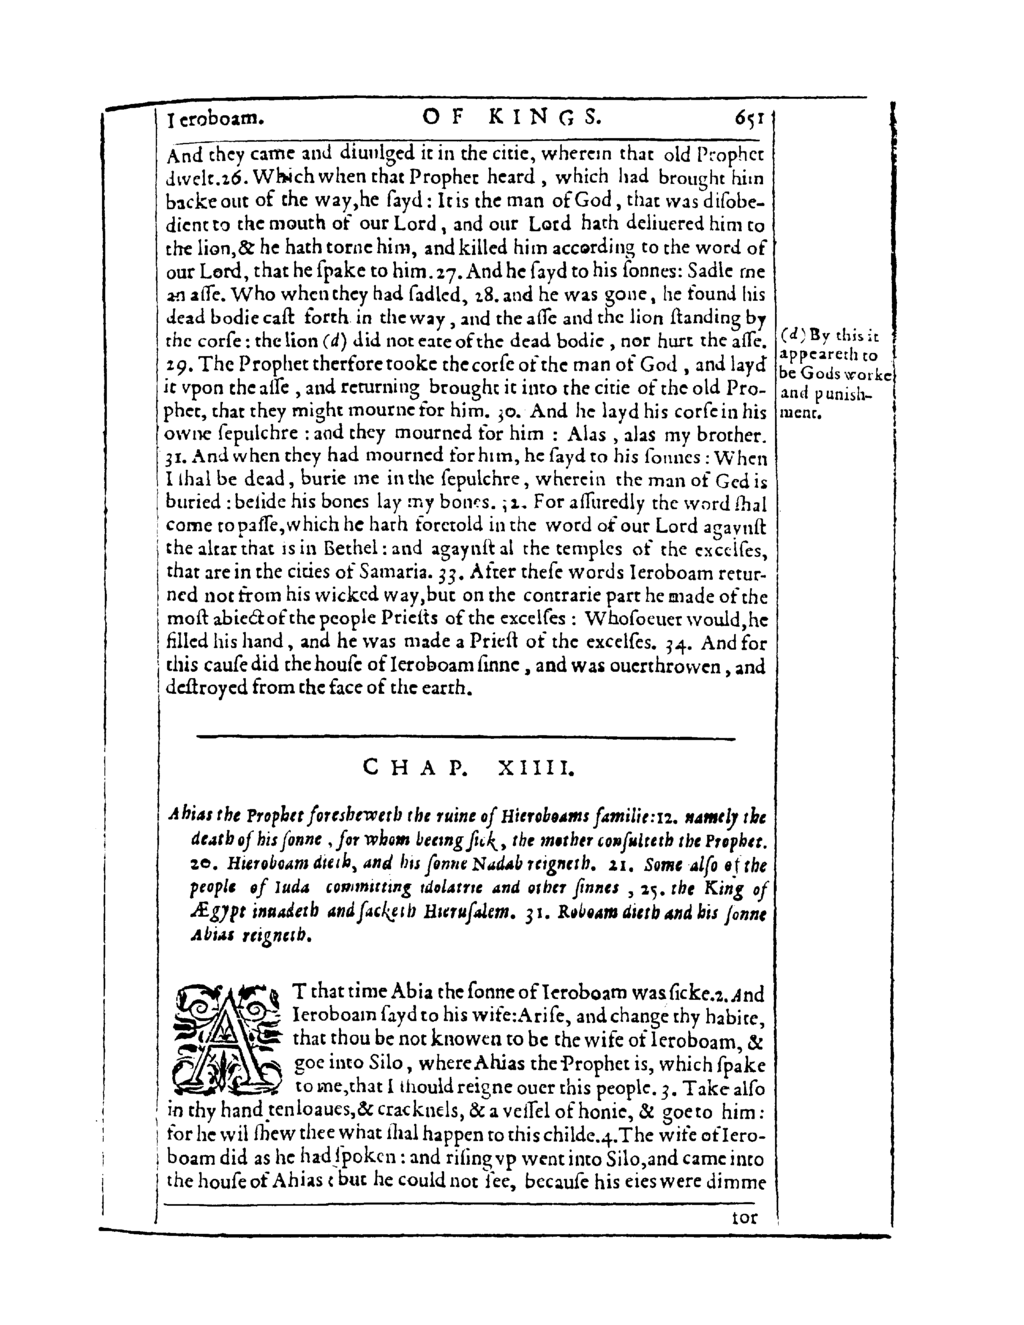 Ieroboam. OF KINGS. 651
And they came and diuulged it in the citie, wherein that old Prophet
dwelt. 26. Which when that Prophet heard, which had brought him
backe out of the way, he ſayd: It is the man of God, that was diſobe-
dient to the mouth of our Lord, and our Lord hath deliuered him to
the lion, & he hath torne him, and killed him according to the word of
our Lord, that he ſpake to him. 27. And he ſayd to his ſonnes: Sadle me
an aſſe. Who when they had ſadled, 28. and he was gone, he found his
dead bodie caſt forth in the way, and the aſſe and the lion ſtanding by
the corſe: the lion (d) did not eate of the dead bodie, nor hurt the aſſe.
29. The Prophet therfore tooke the corſe of the man of God, and layd
it vpon the aſſe, and returning brought it into the citie of the old Pro-
phet, that they might mourne for him. 30. And he layd his corſe in his
owne ſepulchre: and they mourned for him: Alas, alas my brother.
31. And when they had mourned for him, he ſayd to his ſonnes: When
I ſhal be dead, burie me in the ſepulchre, wherein the man of God is
buried: beſide his bones lay my bones. 32. For aſſuredly the word ſhal
come to paſſe, which he hath foretold in the word of our Lord agaynſt
the altar that is in Bethel: and agaynſt al the temples of the excelſes,
that are in the cities of Samaria. 33. After theſe words Ieroboam retur-
ned not from his wicked way, but on the contrarie part he made of the
moſt abiect of the people Prieſts of the excelſes: Whoſoeuer would, he
filled his hand, and he was made a Prieſt of the excelſes. 34. And for
this cauſe did the houſe of Ieroboam ſinne, and was ouerthrowen, and
deſtroyed from the face of the earth.
(d) By this it
appeareth to
be Gods worke
and punish-
ment.
CHAP. XIIII.
Ahias the Prophet foresheweth the ruine of Hieroboams familie: 12. namely the
death of his ſonne, for whom beeing ſick, the mother conſulteth the Prophet.
20. Hieroboam dieth, and his ſonne Nadab reigneth. 21. Some alſo of the
people of Iuda committing idolatrie and other ſinnes, 25. the King of
Ægypt inuadeth and ſacketh Hieruſalem. 31. Roboam dieth and his ſonne
Abias reigneth.
AT that time Abia the ſonne of Ieroboam was ſicke. 2. And
Ieroboam ſayd to his wife: Ariſe, and change thy habite,
that thou be not knowen to be the wife of Ieroboam, &
goe into Silo, where Ahias the Prophet is, which ſpake
to me, that I ſhould reigne ouer this people. 3. Take alſo
in thy hand ten loaues, & cracknels, & a veſſel of honie, & goe to him:
for he wil ſhew thee what ſhal happen to this childe. 4. The wife of Iero-
boam did as he had ſpoken: and riſing vp went into Silo, and came into
the houſe of Ahias: but he could not ſee, becauſe his eies were dimme
for